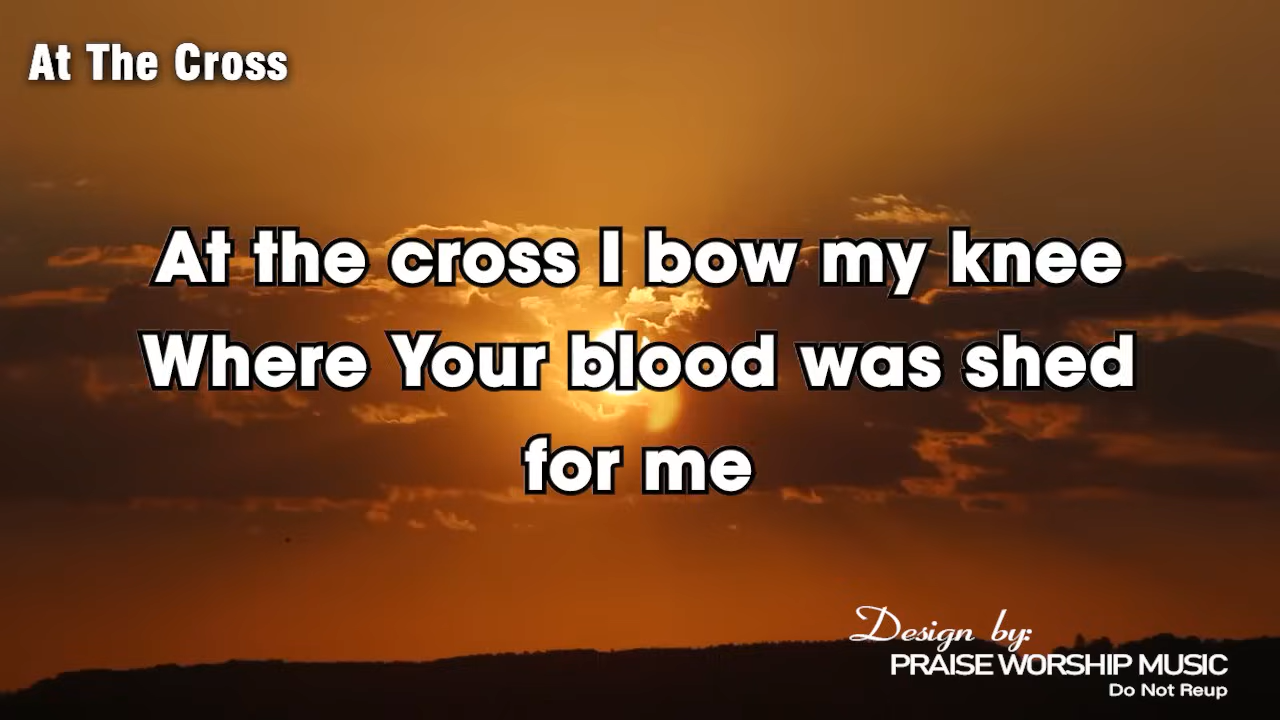 At The Cross
At the cross I bow my knee
Where Your blood was shed
for me
Design by:
PRAISE WORSHIP MUSIC
Do Not Reup